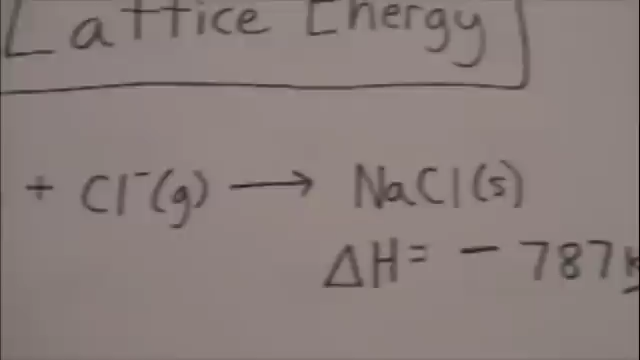 Lattice Energy
+ Cl⁻(g) → NaCl(s)
ΔH = - 787 k